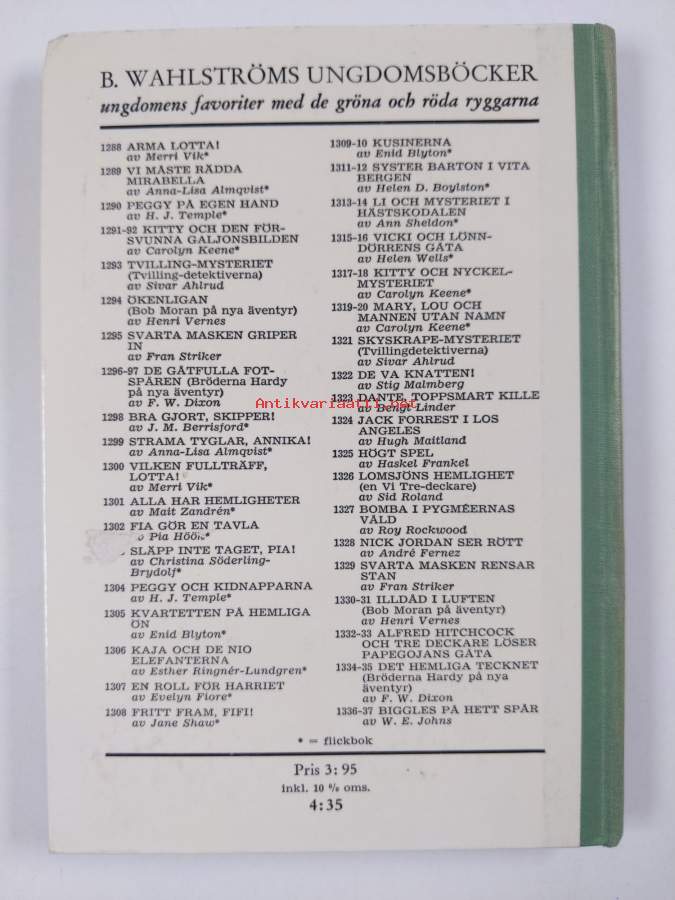 B. WAHLSTRÖMS UNGDOMSBÖCKER
ungdomens favoriter med de gröna och röda ryggarna
1288 ARMA LOTTA!
av Merri Vik*
1289 VI MÅSTE RÄDDA
MIRABELLA
av Anna-Lisa Almqvist*
1290 PEGGY PÅ EGEN HAND
av H. J. Temple*
1291-92 KITTY OCH DEN FÖR-
SVUNNA GALJONSBILDEN
av Carolyn Keene*
1293 TVILLING-MYSTERIET
(Tvilling-detektiverna)
av Sivar Ahlrud
1294 ÖKENLIGAN
(Bob Moran på nya äventyr)
av Henri Vernes
1295 SVARTA MASKEN GRIPER
IN
av Fran Striker
1296-97 DE GÅTFULLA FOT-
SPÅREN (Bröderna Hardy
på nya äventyr)
av F. W. Dixon
1298 BRA GJORT, SKIPPER!
av J. M. Berrisford*
1299 STRAMA TYGLAR, ANNIKA!
av Anna-Lisa Almqvist*
1300 VILKEN FULLTRÄFF,
LOTTA!
av Merri Vik*
1301 ALLA HAR HEMLIGHETER
av Mait Zandrén*
1302 FIA GÖR EN TAVLA
Pia Höök*
SLÄPP INTE TAGET, PIA!
av Christina Söderling-
Brydolf*
1304 PEGGY OCH KIDNAPPARNA
av H. J. Temple*
1305 KVARTETTEN PÅ HEMLIGA
ÖN
av Enid Blyton*
1306 KAJA OCH DE NIO
ELEFANTERNA
av Esther Ringnér-Lundgren*
1307 EN ROLL FÖR HARRIET
av Evelyn Fiore*
1308 FRITT FRAM, FIFI!
av Jane Shaw*
1309-10 KUSINERNA
av Enid Blyton*
1311-12 SYSTER BARTON I VITA
BERGEN
av Helen D. Boylston*
1313-14 LI OCH MYSTERIET I
HÄSTSKODALEN
av Ann Sheldon*
1315-16 VICKI OCH LÖNN-
DÖRRENS GÅTA
av Helen Wells*
1317-18 KITTY OCH NYCKEL-
MYSTERIET
av Carolyn Keene*
1319-20 MARY, LOU OCH
MANNEN UTAN NAMN
av Carolyn Keene*
1321 SKYSKRAPE-MYSTERIET
(Tvillingdetektiverna)
av Sivar Ahlrud
1322 DE VA KNATTEN!
av Stig Malmberg
1323 DANTE, TOPPSMART KILLE
av Bengt Linder
1324 JACK FORREST I LOS
ANGELES
av Hugh Maitland
1325 HÖGT SPEL
av Haskel Frankel
1326 LOMSJÖNS HEMLIGHET
(en Vi Tre-deckare)
av Sid Roland
1327 BOMBA I PYGMÉERNAS
VÅLD
av Roy Rockwood
1328 NICK JORDAN SER RÖTT
av André Fernez
1329 SVARTA MASKEN RENSAR
STAN
av Fran Striker
1330-31 ILLDÅD I LUFTEN
(Bob Moran på äventyr)
av Henri Vernes
1332-33 ALFRED HITCHCOCK
OCH TRE DECKARE LÖSER
PAPEGOJANS GÅTA
1334-35 DET HEMLIGA TECKNET
(Bröderna Hardy på nya
äventyr)
av F. W. Dixon
1336-37 BIGGLES PÅ HETT SPÅR
av W. E. Johns
* = flickbok
Pris 3:95
inkl. 10 % oms.
4:35
Antikvariaatti.net